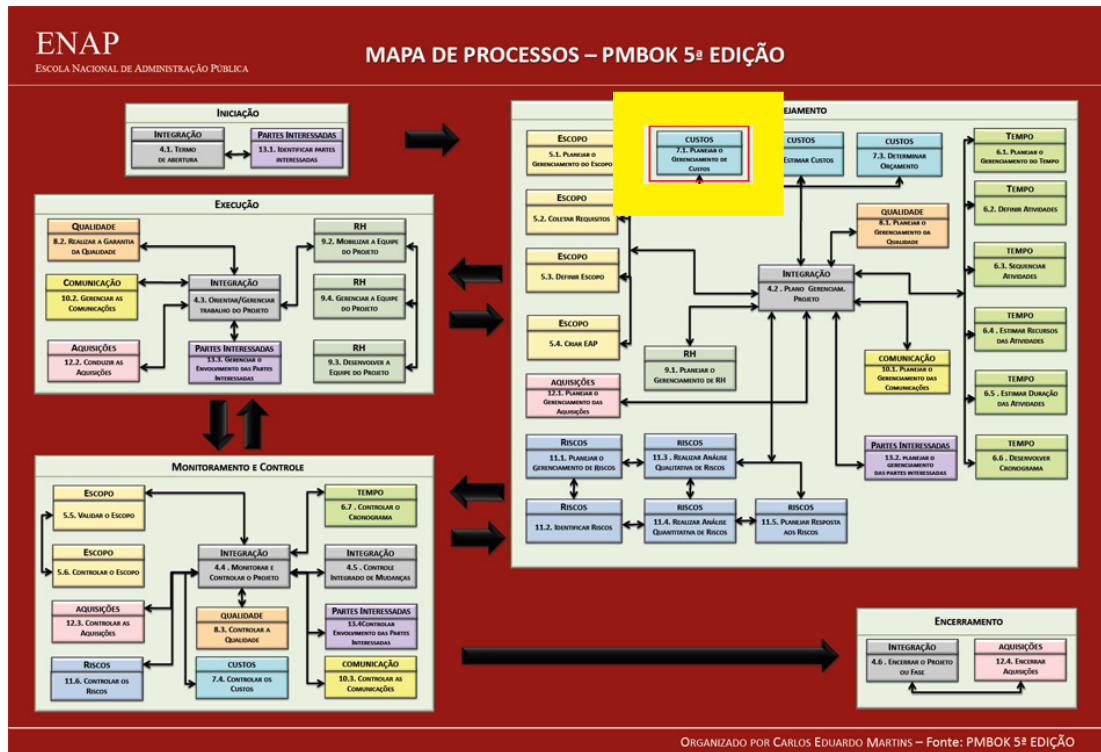 ENAP
ESCOLA NACIONAL DE ADMINISTRAÇÃO PÚBLICA
MAPA DE PROCESSOS – PMBOK 5ª EDIÇÃO
INICIAÇÃO
INTEGRAÇÃO
4.1. TERMO
DE ABERTURA
PARTES INTERESSADAS
13.1. IDENTIFICAR PARTES
INTERESSADAS
EXECUÇÃO
QUALIDADE
8.2. REALIZAR A GARANTIA
DA QUALIDADE
COMUNICAÇÃO
10.2. GERENCIAR AS
COMUNICAÇÕES
AQUISIÇÕES
12.2. CONDUZIR AS
AQUISIÇÕES
INTEGRAÇÃO
4.3. ORIENTAR/GERENCIAR
TRABALHO DO PROJETO
PARTES INTERESSADAS
13.3. GERENCIAR O
ENVOLVIMENTO DAS PARTES
INTERESSADAS
RH
9.2. MOBILIZAR A EQUIPE
DO PROJETO
RH
9.4. GERENCIAR A EQUIPE
DO PROJETO
RH
9.3. DESENVOLVER A
EQUIPE DO PROJETO
EJAMENTO
ESCOPO
5.1. PLANEJAR O
GERENCIAMENTO DO ESCOPO
ESCOPO
5.2. COLETAR REQUISITOS
ESCOPO
5.3. DEFINIR ESCOPO
ESCOPO
5.4. CRIAR EAP
CUSTOS
7.1. PLANEJAR O
GERENCIAMENTO DE
CUSTOS
CUSTOS
ESTIMAR CUSTOS
CUSTOS
7.3. DETERMINAR
ORÇAMENTO
QUALIDADE
8.1. PLANEJAR O
GERENCIAMENTO DA
QUALIDADE
INTEGRAÇÃO
4.2. PLANO GERENCIAM.
PROJETO
RH
9.1. PLANEJAR O
GERENCIAMENTO DE RH
COMUNICAÇÃO
10.1. PLANEJAR O
GERENCIAMENTO DAS
COMUNICAÇÕES
AQUISIÇÕES
12.1. PLANEJAR O
GERENCIAMENTO DAS
AQUISIÇÕES
TEMPO
6.1. PLANEJAR O
GERENCIAMENTO DO TEMPO
TEMPO
6.2. DEFINIR ATIVIDADES
TEMPO
6.3. SEQUENCIAR
ATIVIDADES
TEMPO
6.4. ESTIMAR RECURSOS
DAS ATIVIDADES
TEMPO
6.5. ESTIMAR DURAÇÃO
DAS ATIVIDADES
TEMPO
6.6. DESENVOLVER
CRONOGRAMA
RISCOS
11.1. PLANEJAR O
GERENCIAMENTO DE RISCOS
RISCOS
11.3. REALIZAR ANÁLISE
QUALITATIVA DE RISCOS
PARTES INTERESSADAS
13.2. PLANEJAR O
GERENCIAMENTO
DAS PARTES INTERESSADAS
RISCOS
11.2. IDENTIFICAR RISCOS
RISCOS
11.4. REALIZAR ANÁLISE
QUANTITATIVA DE RISCOS
RISCOS
11.5. PLANEJAR RESPOSTA
AOS RISCOS
MONITORAMENTO E CONTROLE
ESCOPO
5.5. VALIDAR O ESCOPO
ESCOPO
5.6. CONTROLAR O ESCOPO
AQUISIÇÕES
12.3. CONTROLAR AS
AQUISIÇÕES
RISCOS
11.6. CONTROLAR OS
RISCOS
INTEGRAÇÃO
4.4. MONITORAR E
CONTROLAR O PROJETO
QUALIDADE
8.3. CONTROLAR A
QUALIDADE
CUSTOS
7.4. CONTROLAR OS
CUSTOS
TEMPO
6.7. CONTROLAR O
CRONOGRAMA
INTEGRAÇÃO
4.5. CONTROLE
INTEGRADO DE MUDANÇAS
PARTES INTERESSADAS
13.4CONTROLAR
ENVOLVIMENTO DAS PARTES
INTERESSADAS
COMUNICAÇÃO
10.3. CONTROLAR AS
COMUNICAÇÕES
ENCERRAMENTO
INTEGRAÇÃO
4.6. ENCERRAR O PROJETO
OU FASE
AQUISIÇÕES
12.4. ENCERRAR
AQUISIÇÕES
ORGANIZADO POR CARLOS EDUARDO MARTINS – Fonte: PMBOK 5ª EDIÇÃO